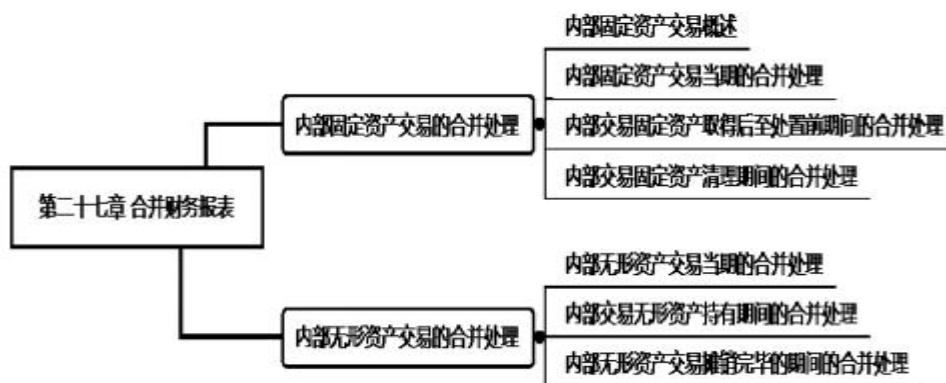 内部固定资产交易概述
内部固定资产交易当期的合并处理
内部固定资产交易的合并处理
内部交易固定资产取得后至处置前期间的合并处理
内部交易固定资产清理期间的合并处理
第二十七章 合并财务报表
内部无形资产交易当期的合并处理
内部无形资产交易的合并处理
内部交易无形资产持有期间的合并处理
内部无形资产交易摊销完毕的期间的合并处理